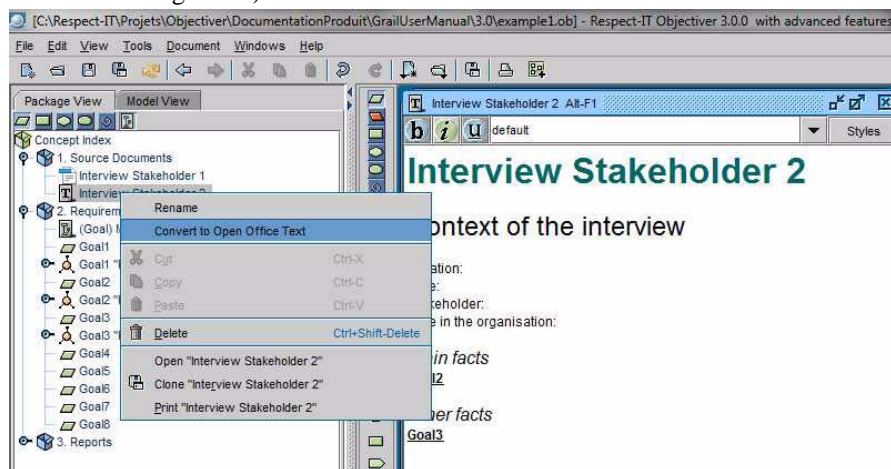 [C:\Respect-IT\Projets\Objectiver\DocumentationProduit\GrailUserManual\3.0\example1.ob] - Respect-IT Objectiver 3.0.0 with advanced features
File Edit View Tools Document Windows Help
Package View Model View
Interview Stakeholder 2 Alt-F1
b i u default Styles
Concept Index
1. Source Documents
Interview Stakeholder 1
2. Requirem
(Goal)
Goal1
Goal1
Goal2
Goal2
Goal3
Goal3
Goal4
Goal5
Goal6
Goal7
Goal8
3. Reports
Rename
Convert to Open Office Text
Cut Ctrl-X
Copy Ctrl-C
Paste Ctrl-V
Delete Ctrl+Shift-Delete
Open "Interview Stakeholder 2"
Clone "Interview Stakeholder 2"
Print "Interview Stakeholder 2"
Interview Stakeholder 2
ontext of the interview
ation:
e:
keholder:
e in the organisation:
in facts
l2
er facts
Goal3